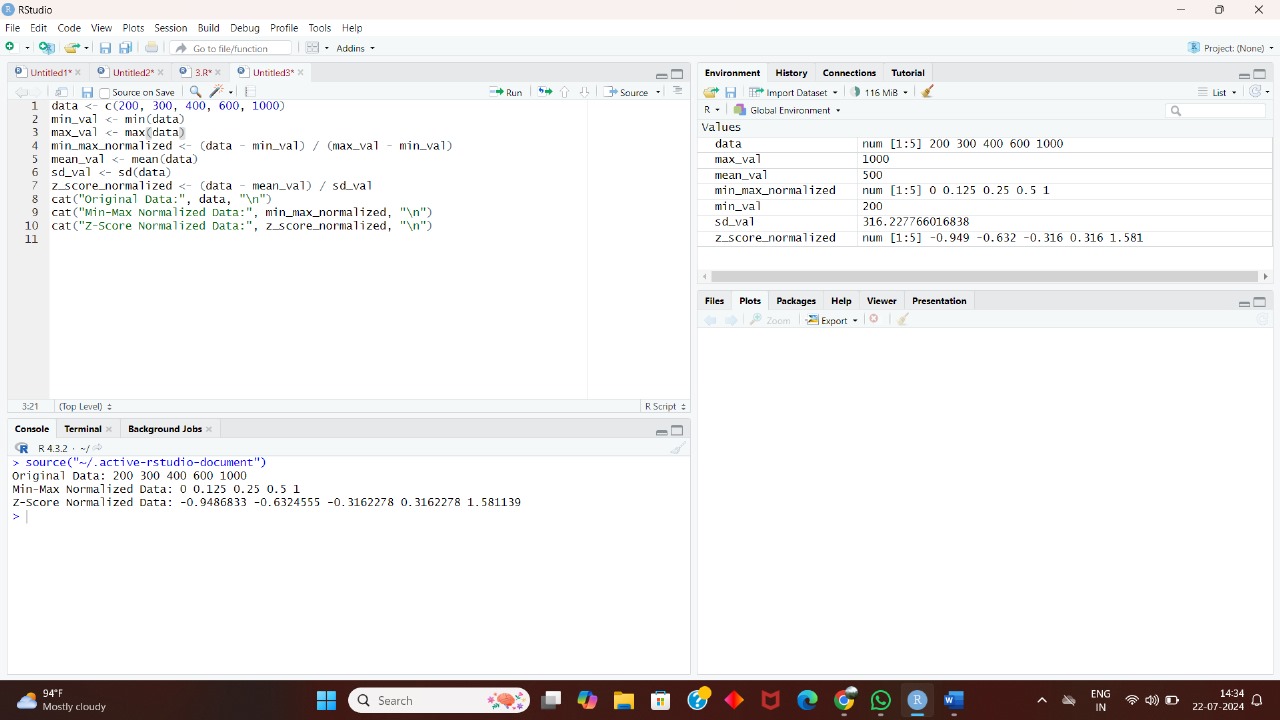 RStudio
File Edit Code View Plots Session Build Debug Profile Tools Help
Go to file/function Addins Project: (None)
Untitled1* Untitled2* 3.R* Untitled3*
Source on Save Run Source
1 data <- c(200, 300, 400, 600, 1000)
2 min_val <- min(data)
3 max_val <- max(data)
4 min_max_normalized <- (data - min_val) / (max_val - min_val)
5 mean_val <- mean(data)
6 sd_val <- sd(data)
7 z_score_normalized <- (data - mean_val) / sd_val
8 cat("Original Data:", data, "\n")
9 cat("Min-Max Normalized Data:", min_max_normalized, "\n")
10 cat("Z-Score Normalized Data:", z_score_normalized, "\n")
11
3:21 (Top Level) R Script
Console Terminal Background Jobs
R 4.3.2 · ~/
> source("~/.active-rstudio-document")
Original Data: 200 300 400 600 1000
Min-Max Normalized Data: 0 0.125 0.25 0.5 1
Z-Score Normalized Data: -0.9486833 -0.6324555 -0.3162278 0.3162278 1.581139
>
Environment History Connections Tutorial
Import Dataset 116 MiB List
R Global Environment
Values
data num [1:5] 200 300 400 600 1000
max_val 1000
mean_val 500
min_max_normalized num [1:5] 0 0.125 0.25 0.5 1
min_val 200
sd_val 316.227766016838
z_score_normalized num [1:5] -0.949 -0.632 -0.316 0.316 1.581
Files Plots Packages Help Viewer Presentation
Zoom Export
94°F
Mostly cloudy
Search
ENG
IN
14:34
22-07-2024